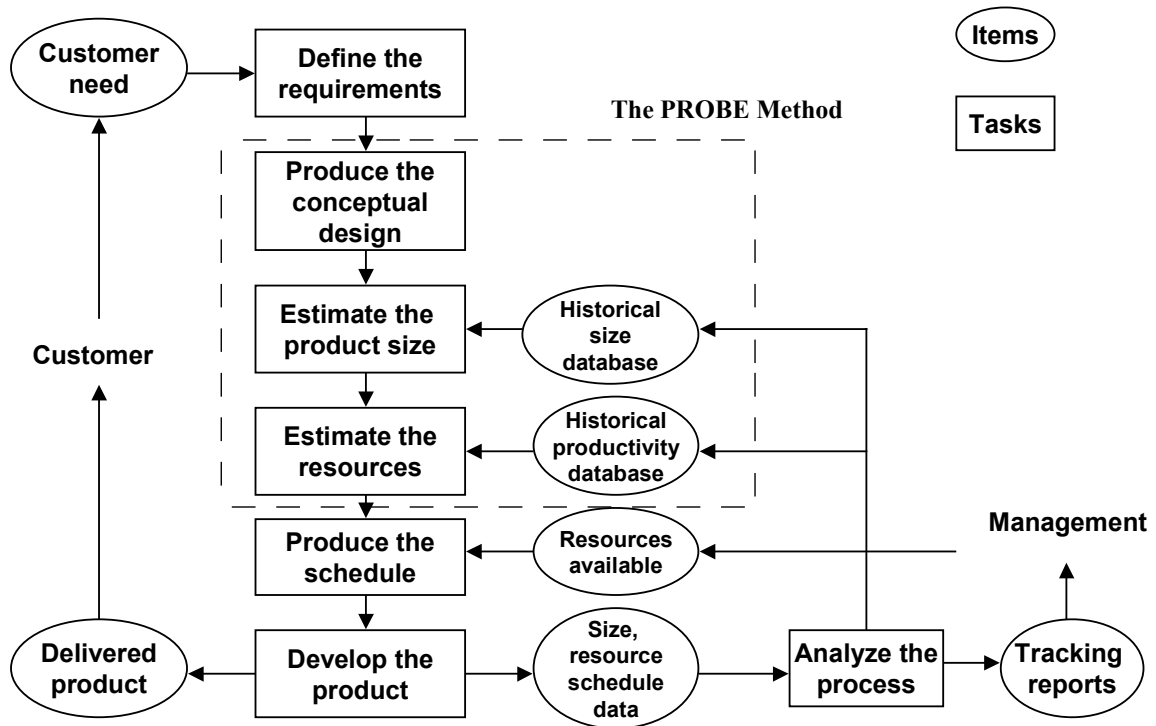 Customer
need
Define the
requirements
Items
The PROBE Method
Tasks
Produce the
conceptual
design
Estimate the
product size
Historical
size
database
Customer
Estimate the
resources
Historical
productivity
database
Produce the
schedule
Resources
available
Management
Delivered
product
Develop the
product
Size,
resource
schedule
data
Analyze the
process
Tracking
reports